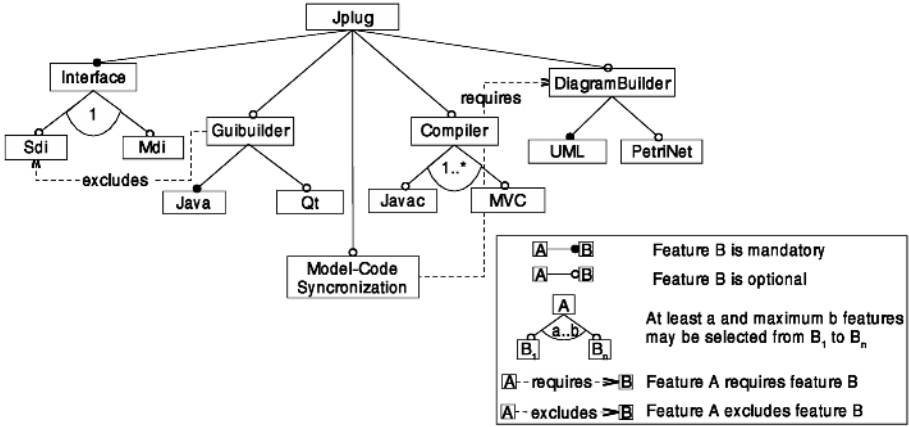 Jplug
Interface
DiagramBuilder
requires
1
Guibuilder
Compiler
Sdi
Mdi
UML
PetriNet
excludes
1..*
Java
Qt
Javac
MVC
Model-Code
Syncronization
A B Feature B is mandatory
A B Feature B is optional
A
a..b
B1 Bn
At least a and maximum b features
may be selected from B1 to Bn
A requires B Feature A requires feature B
A excludes B Feature A excludes feature B